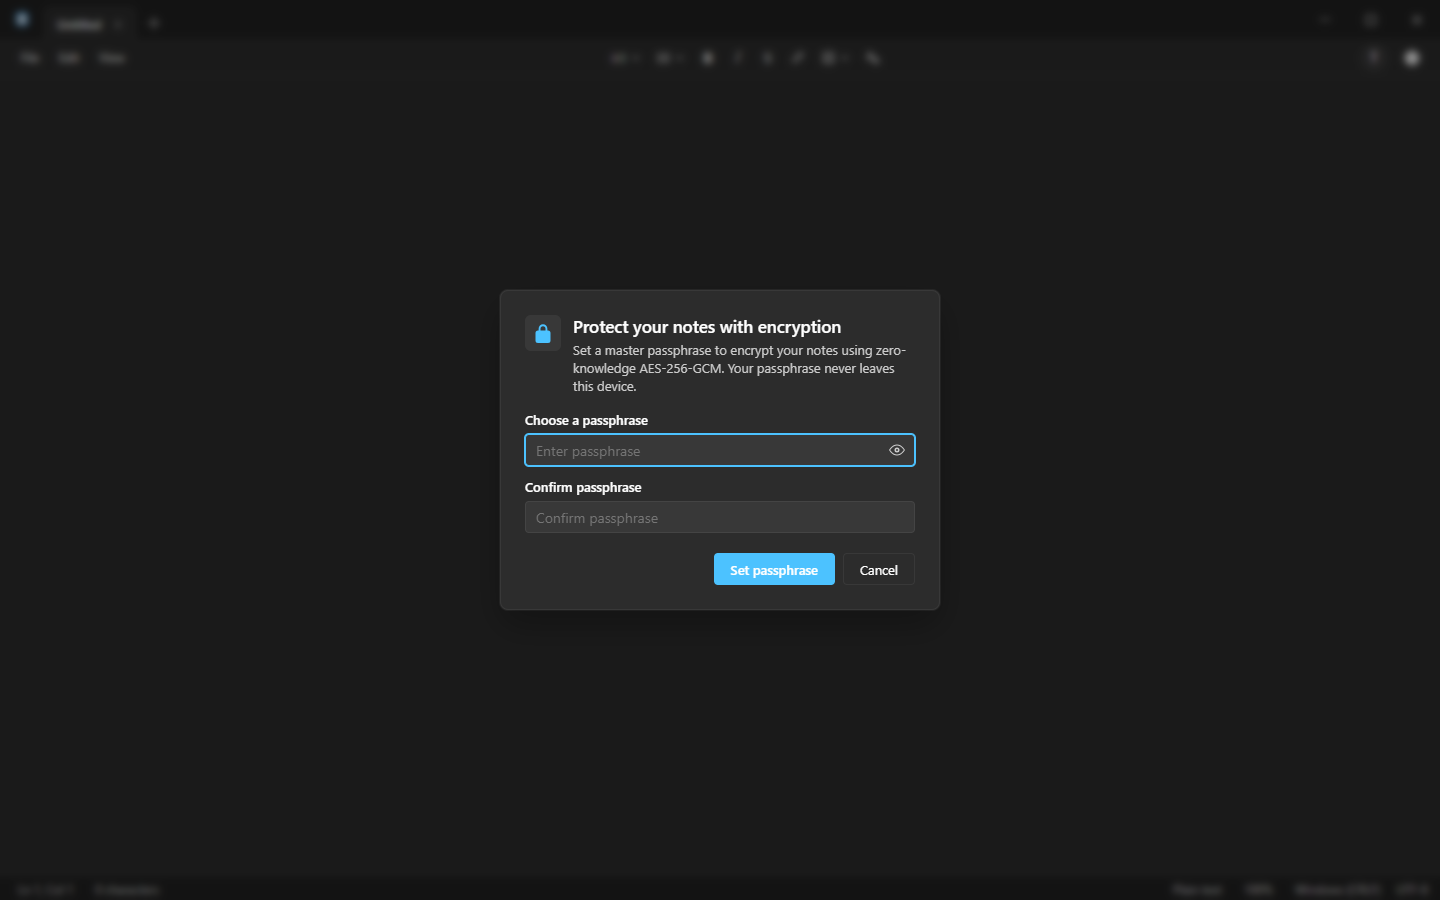 Protect your notes with encryption
Set a master passphrase to encrypt your notes using zero-
knowledge AES-256-GCM. Your passphrase never leaves
this device.
Choose a passphrase
Enter passphrase
Confirm passphrase
Confirm passphrase
Set passphrase Cancel